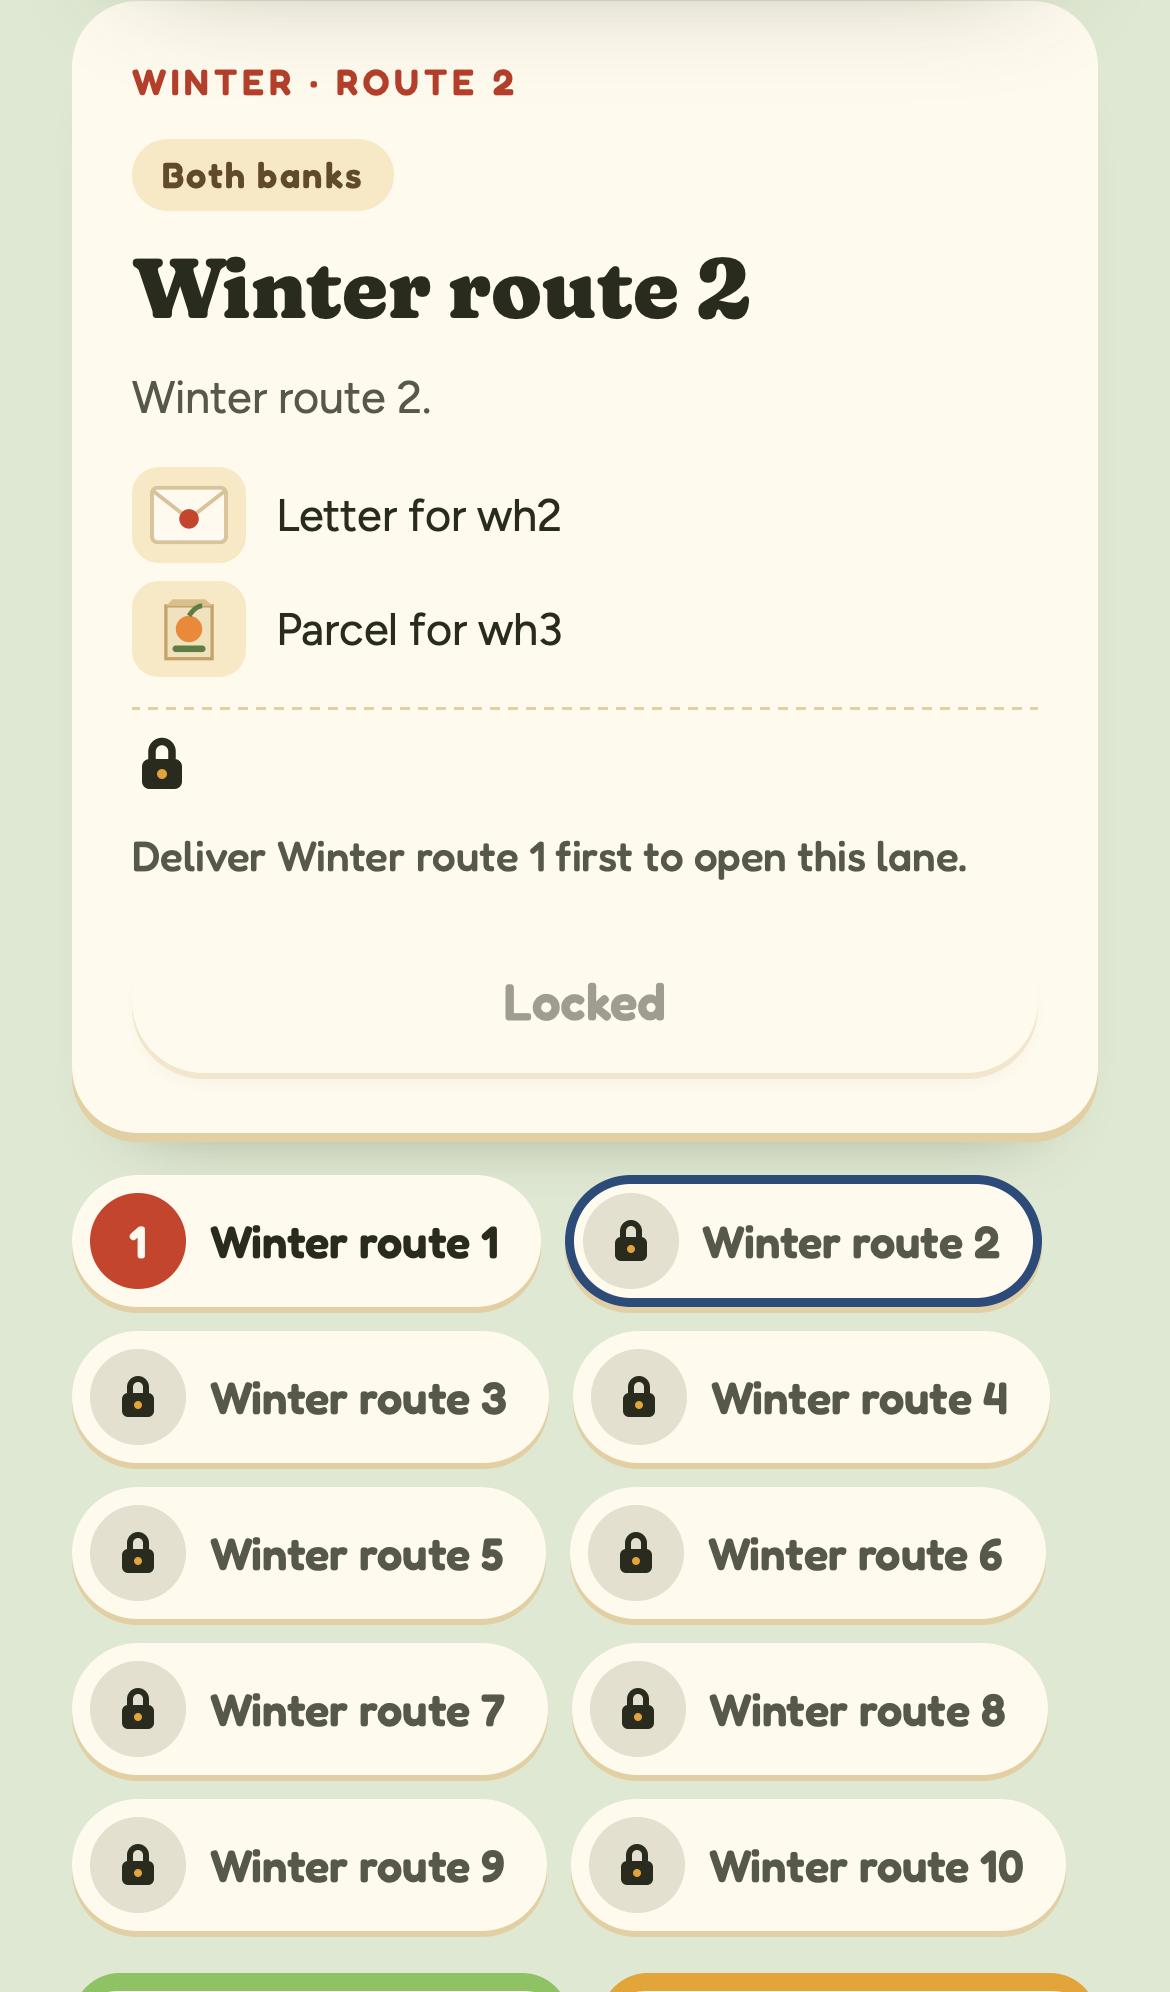 WINTER · ROUTE 2
Both banks
Winter route 2
Winter route 2.
Letter for wh2
Parcel for wh3
Deliver Winter route 1 first to open this lane.
Locked
1 Winter route 1
Winter route 2
Winter route 3
Winter route 4
Winter route 5
Winter route 6
Winter route 7
Winter route 8
Winter route 9
Winter route 10